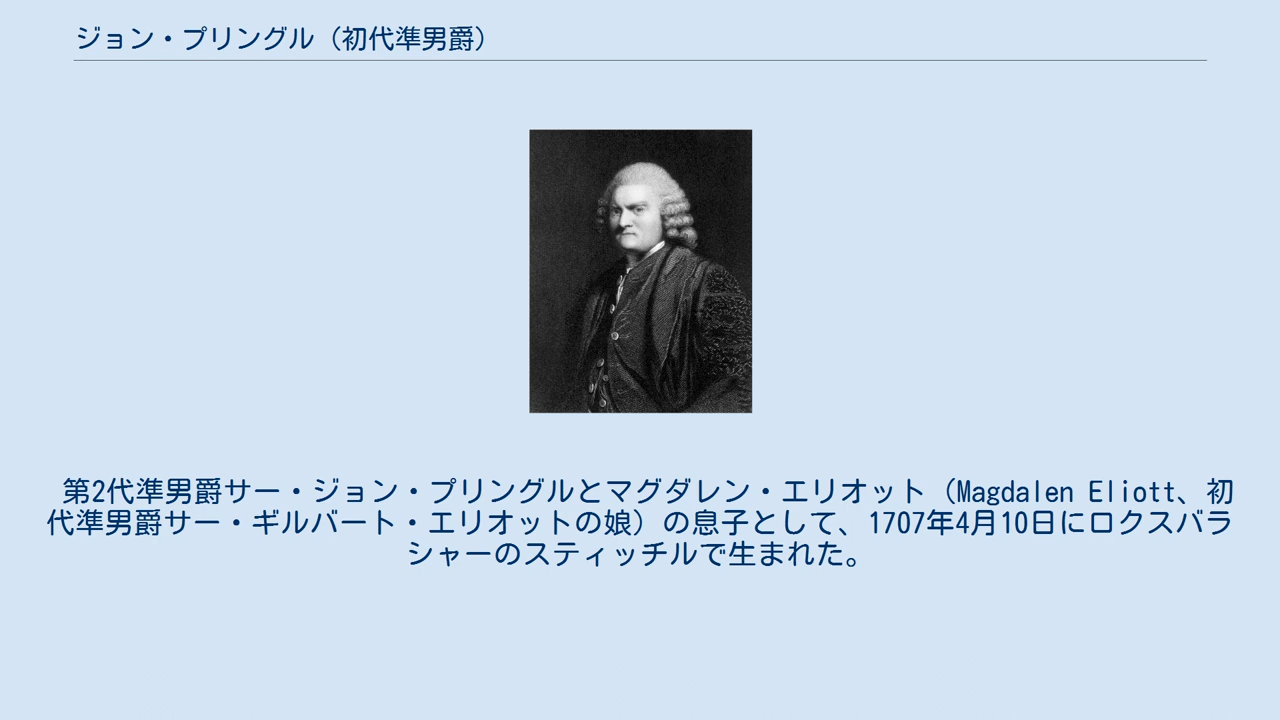 ジョン・プリングル（初代準男爵）
第2代準男爵サー・ジョン・プリングルとマグダレン・エリオット（Magdalen Eliott、初
代準男爵サー・ギルバート・エリオットの娘）の息子として、1707年4月10日にロクスバラ
シャーのスティッチルで生まれた。